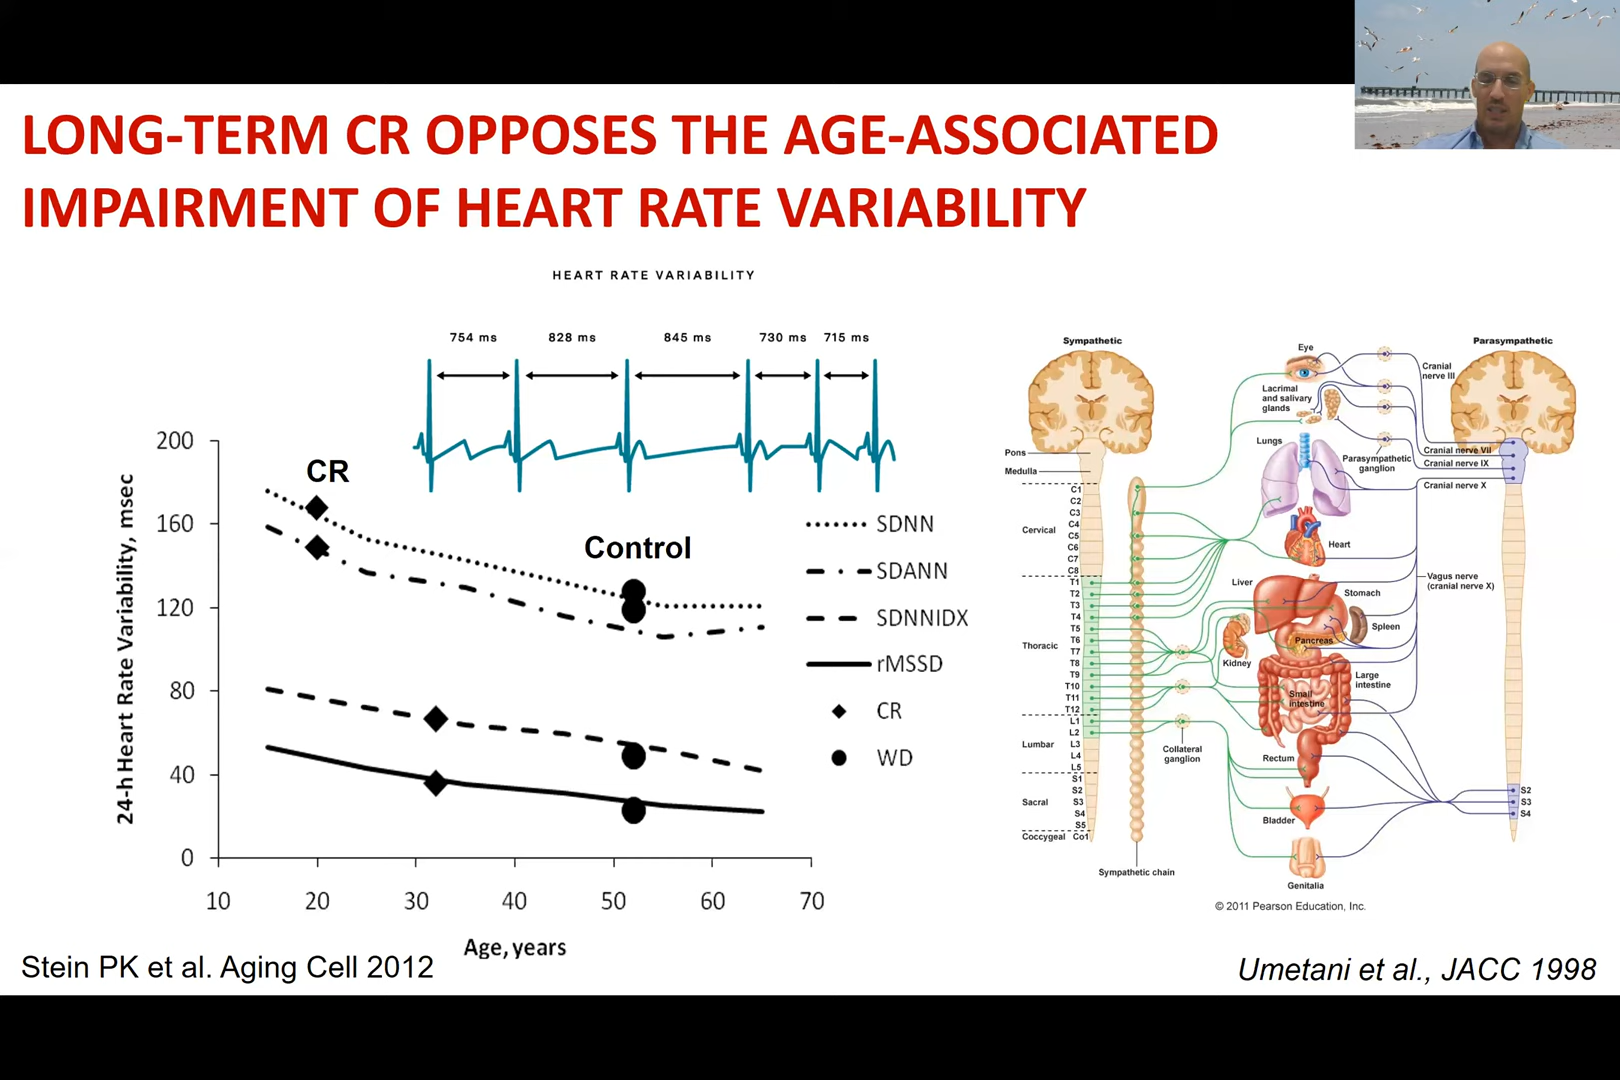 LONG-TERM CR OPPOSES THE AGE-ASSOCIATED
IMPAIRMENT OF HEART RATE VARIABILITY
HEART RATE VARIABILITY
754 ms
828 ms
845 ms
730 ms
715 ms
24-h Heart Rate Variability, msec
200
160
120
80
40
0
10
20
30
40
50
60
70
Age, years
CR
Control
SDNN
SDANN
SDNNIDX
rMSSD
CR
WD
Stein PK et al. Aging Cell 2012
Sympathetic
Pons
Medulla
Cervical
C1
C2
C3
C4
C5
C6
C7
C8
Thoracic
T1
T2
T3
T4
T5
T6
T7
T8
T9
T10
T11
T12
Lumbar
L1
L2
L3
L4
L5
Sacral
S1
S2
S3
S4
S5
Coccygeal
Co1
Sympathetic chain
Collateral
ganglion
Eye
Lacrimal
and salivary
glands
Lungs
Parasympathetic
ganglion
Heart
Liver
Stomach
Spleen
Pancreas
Kidney
Large
intestine
Small
intestine
Rectum
Bladder
Genitalia
Parasympathetic
Cranial
nerve III
Cranial nerve VII
Cranial nerve IX
Cranial nerve X
Vagus nerve
(cranial nerve X)
S2
S3
S4
© 2011 Pearson Education, Inc.
Umetani et al., JACC 1998